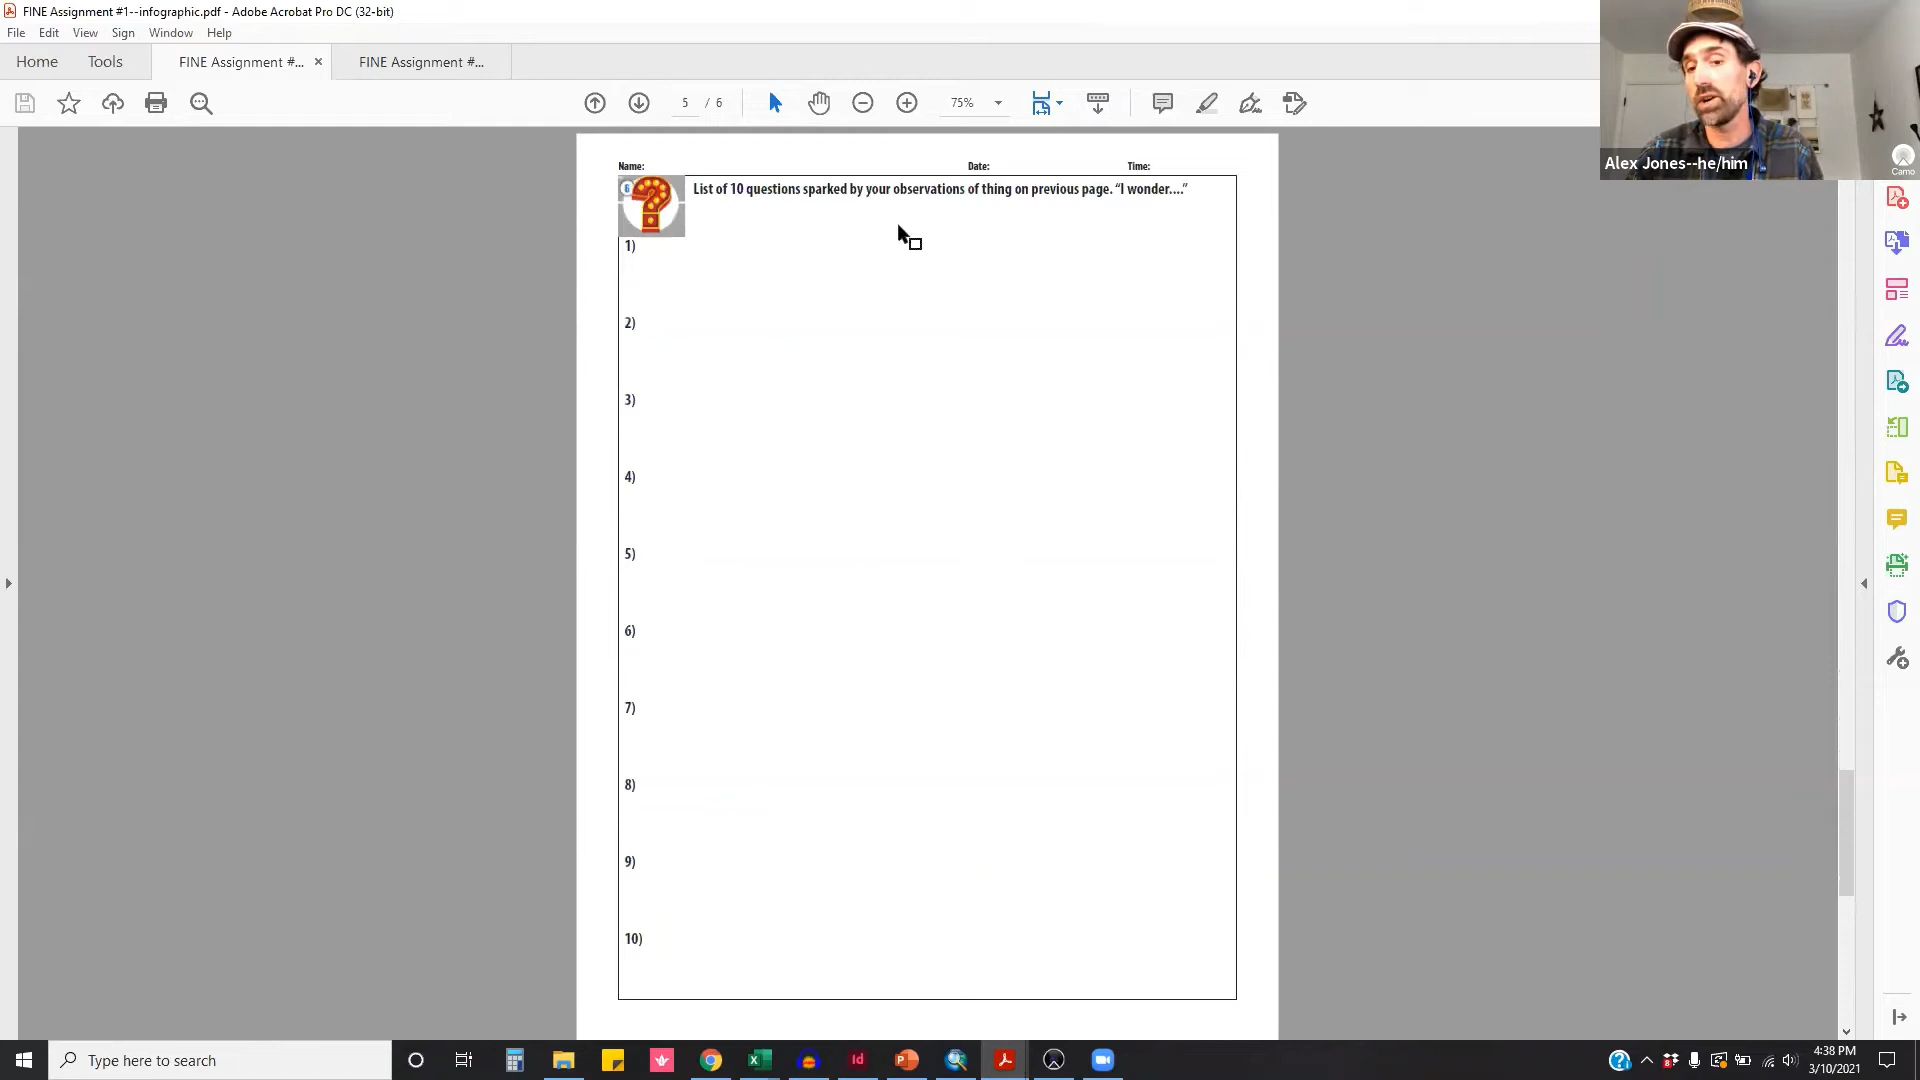 FINE Assignment #1--infographic.pdf - Adobe Acrobat Pro DC (32-bit)
File Edit View Sign Window Help
Home Tools FINE Assignment #... × FINE Assignment #...
5 / 6 75%
Alex Jones--he/him
Camo
Name: Date: Time:
6 List of 10 questions sparked by your observations of thing on previous page. “I wonder....”
1)
2)
3)
4)
5)
6)
7)
8)
9)
10)
Type here to search
4:38 PM
3/10/2021